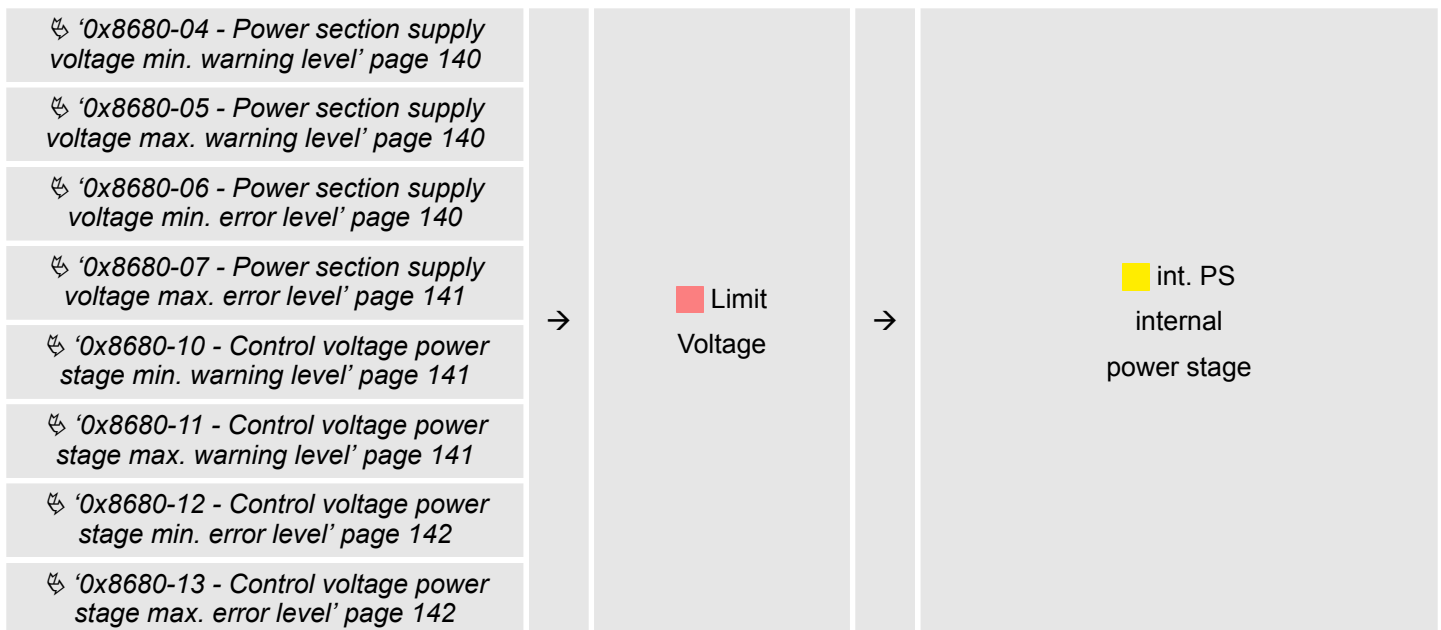 ↳ ‘0x8680-04 - Power section supply
voltage min. warning level’ page 140
↳ ‘0x8680-05 - Power section supply
voltage max. warning level’ page 140
↳ ‘0x8680-06 - Power section supply
voltage min. error level’ page 140
↳ ‘0x8680-07 - Power section supply
voltage max. error level’ page 141
↳ ‘0x8680-10 - Control voltage power
stage min. warning level’ page 141
↳ ‘0x8680-11 - Control voltage power
stage max. warning level’ page 141
↳ ‘0x8680-12 - Control voltage power
stage min. error level’ page 142
↳ ‘0x8680-13 - Control voltage power
stage max. error level’ page 142
→
Limit
Voltage
→
int. PS
internal
power stage